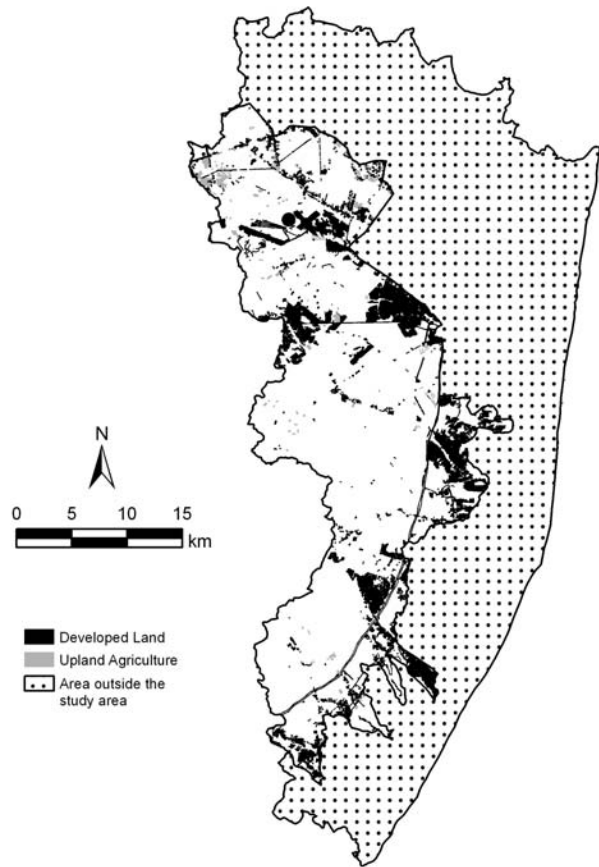 N
0 5 10 15
km
Developed Land
Upland Agriculture
Area outside the
study area